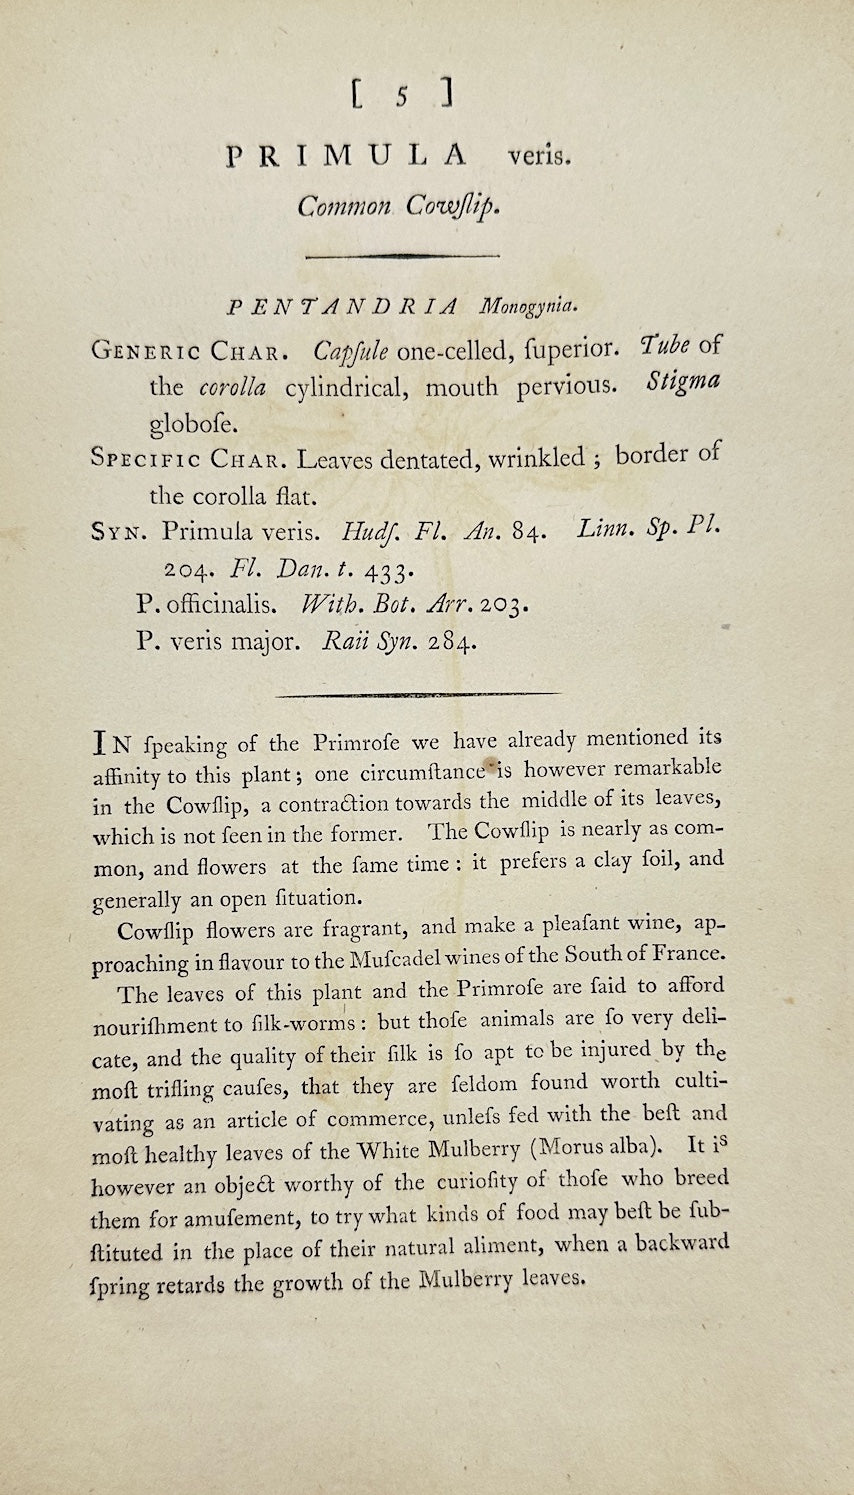 [ 5 ]
PRIMULA veris.
Common Cowſlip.
PENTANDRIA Monogynia.
GENERIC CHAR. Capſule one-celled, ſuperior. Tube of
the corolla cylindrical, mouth pervious. Stigma
globoſe.
SPECIFIC CHAR. Leaves dentated, wrinkled ; border of
the corolla flat.
SYN. Primula veris. Hudſ. Fl. An. 84. Linn. Sp. Pl.
204. Fl. Dan. t. 433.
P. officinalis. With. Bot. Arr. 203.
P. veris major. Raii Syn. 284.
IN ſpeaking of the Primroſe we have already mentioned its
affinity to this plant ; one circumſtance is however remarkable
in the Cowſlip, a contraction towards the middle of its leaves,
which is not ſeen in the former. The Cowſlip is nearly as com-
mon, and flowers at the ſame time : it prefers a clay ſoil, and
generally an open ſituation.
Cowſlip flowers are fragrant, and make a pleaſant wine, ap-
proaching in flavour to the Muſcadel wines of the South of France.
The leaves of this plant and the Primroſe are ſaid to afford
nouriſhment to ſilk-worms : but thoſe animals are ſo very deli-
cate, and the quality of their ſilk is ſo apt to be injured by the
moſt trifling cauſes, that they are ſeldom found worth culti-
vating as an article of commerce, unleſs fed with the beſt and
moſt healthy leaves of the White Mulberry (Morus alba). It is
however an object worthy of the curioſity of thoſe who breed
them for amuſement, to try what kinds of food may beſt be ſub-
ſtituted in the place of their natural aliment, when a backward
ſpring retards the growth of the Mulberry leaves.